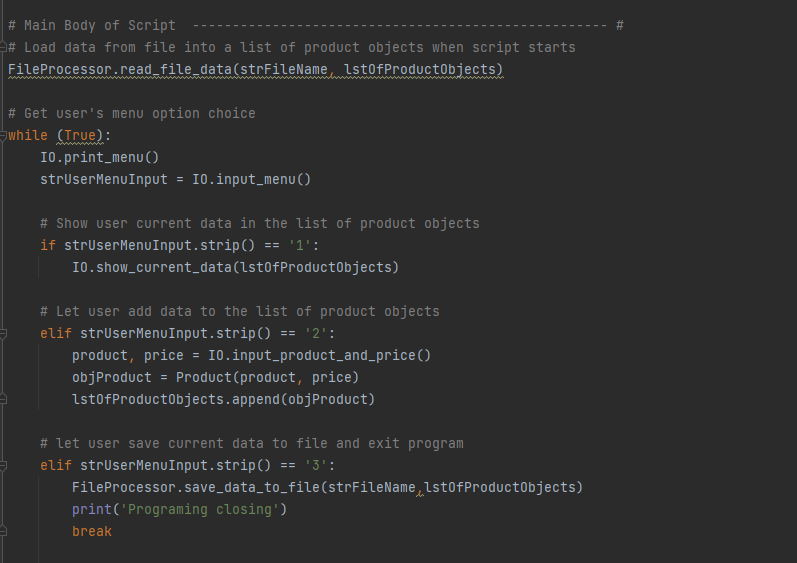 # Main Body of Script  ---------------------------------------------------- #
# Load data from file into a list of product objects when script starts
FileProcessor.read_file_data(strFileName, lstOfProductObjects)
# Get user's menu option choice
while (True):
    IO.print_menu()
    strUserMenuInput = IO.input_menu()
    # Show user current data in the list of product objects
    if strUserMenuInput.strip() == '1':
        IO.show_current_data(lstOfProductObjects)
    # Let user add data to the list of product objects
    elif strUserMenuInput.strip() == '2':
        product, price = IO.input_product_and_price()
        objProduct = Product(product, price)
        lstOfProductObjects.append(objProduct)
    # let user save current data to file and exit program
    elif strUserMenuInput.strip() == '3':
        FileProcessor.save_data_to_file(strFileName,lstOfProductObjects)
        print('Programing closing')
        break